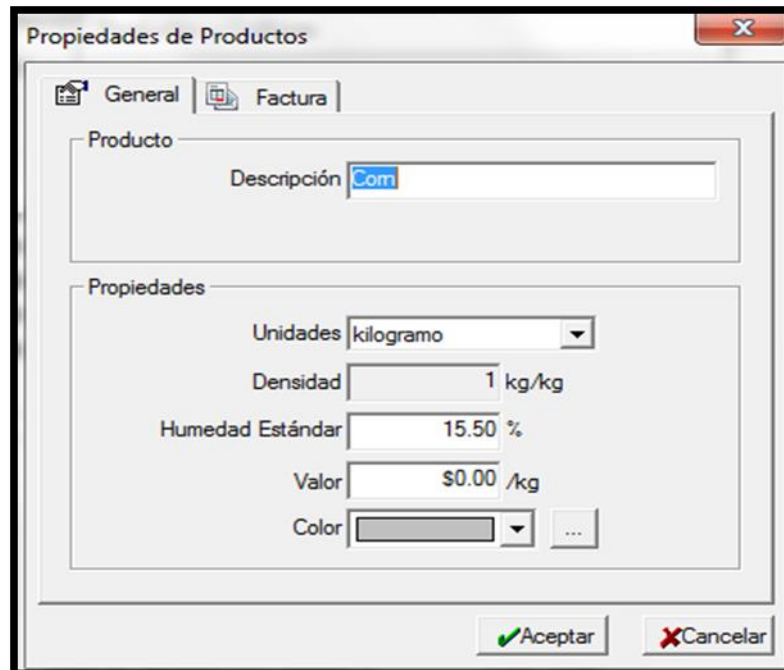 Propiedades de Productos
General Factura
Producto
Descripción Corn
Propiedades
Unidades kilogramo
Densidad 1 kg/kg
Humedad Estándar 15.50 %
Valor $0.00 /kg
Color ...
Aceptar Cancelar